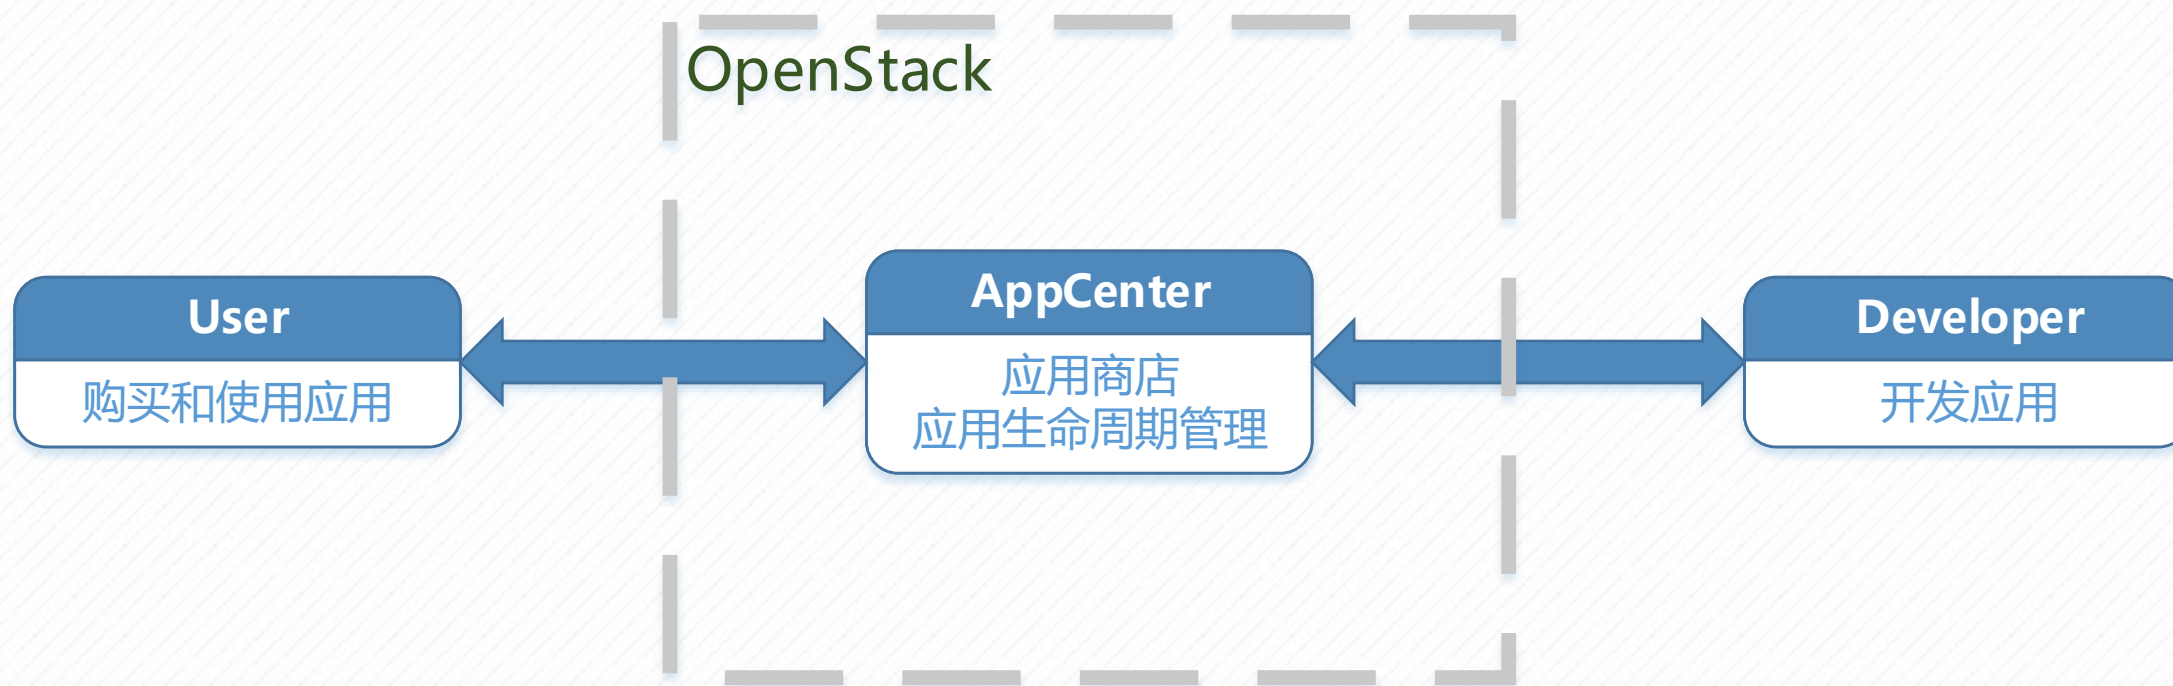 OpenStack
User
购买和使用应用
AppCenter
应用商店
应用生命周期管理
Developer
开发应用